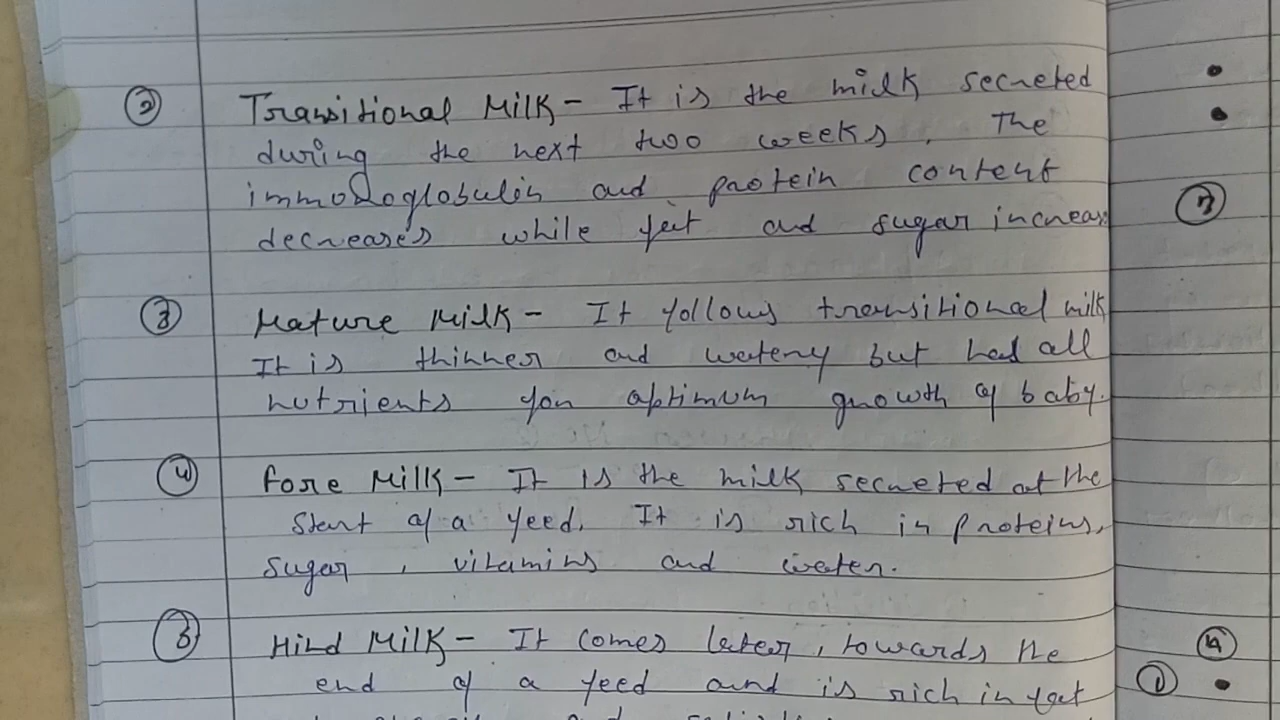 ② Transitional Milk - It is the milk secreted
during the next two weeks. The
immunoglobulin and protein content
decreases while fat and sugar increas
③ Mature Milk - It follows transitional milk
It is thinner and watery but had all
nutrients for optimum growth of baby.
④ Fore Milk - It is the milk secreted at the
start of a feed. It is rich in proteins,
sugar, vitamins and water.
⑤ Hind Milk - It comes later, towards the
end of a feed and is rich in fat
④
①